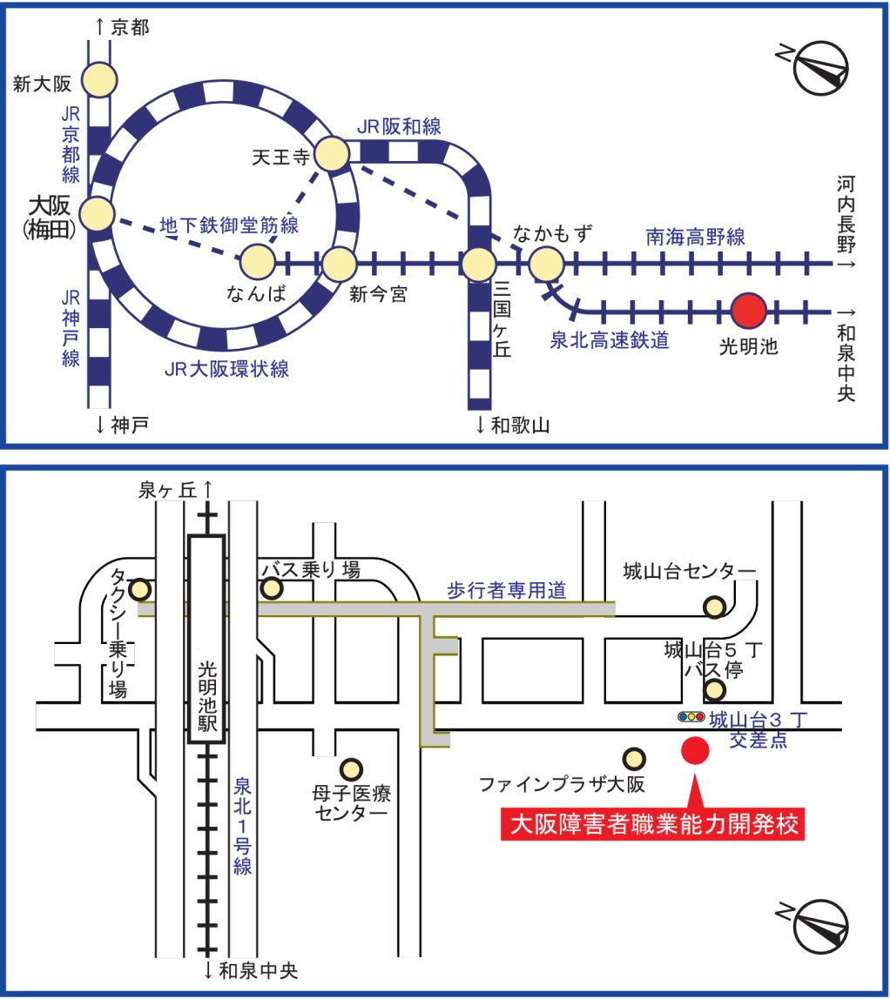 ↑京都
N
新大阪
JR京都線
JR阪和線
天王寺
大阪
(梅田)
地下鉄御堂筋線
なかもず
南海高野線
河内長野→
なんば
新今宮
三国ヶ丘
JR神戸線
泉北高速鉄道
光明池
→和泉中央
JR大阪環状線
↓神戸
↓和歌山
泉ヶ丘↑
タクシー乗り場
バス乗り場
歩行者専用道
城山台センター
城山台5丁
バス停
光明池駅
城山台3丁
交差点
母子医療
センター
ファインプラザ大阪
泉北1号線
大阪障害者職業能力開発校
N
↓和泉中央